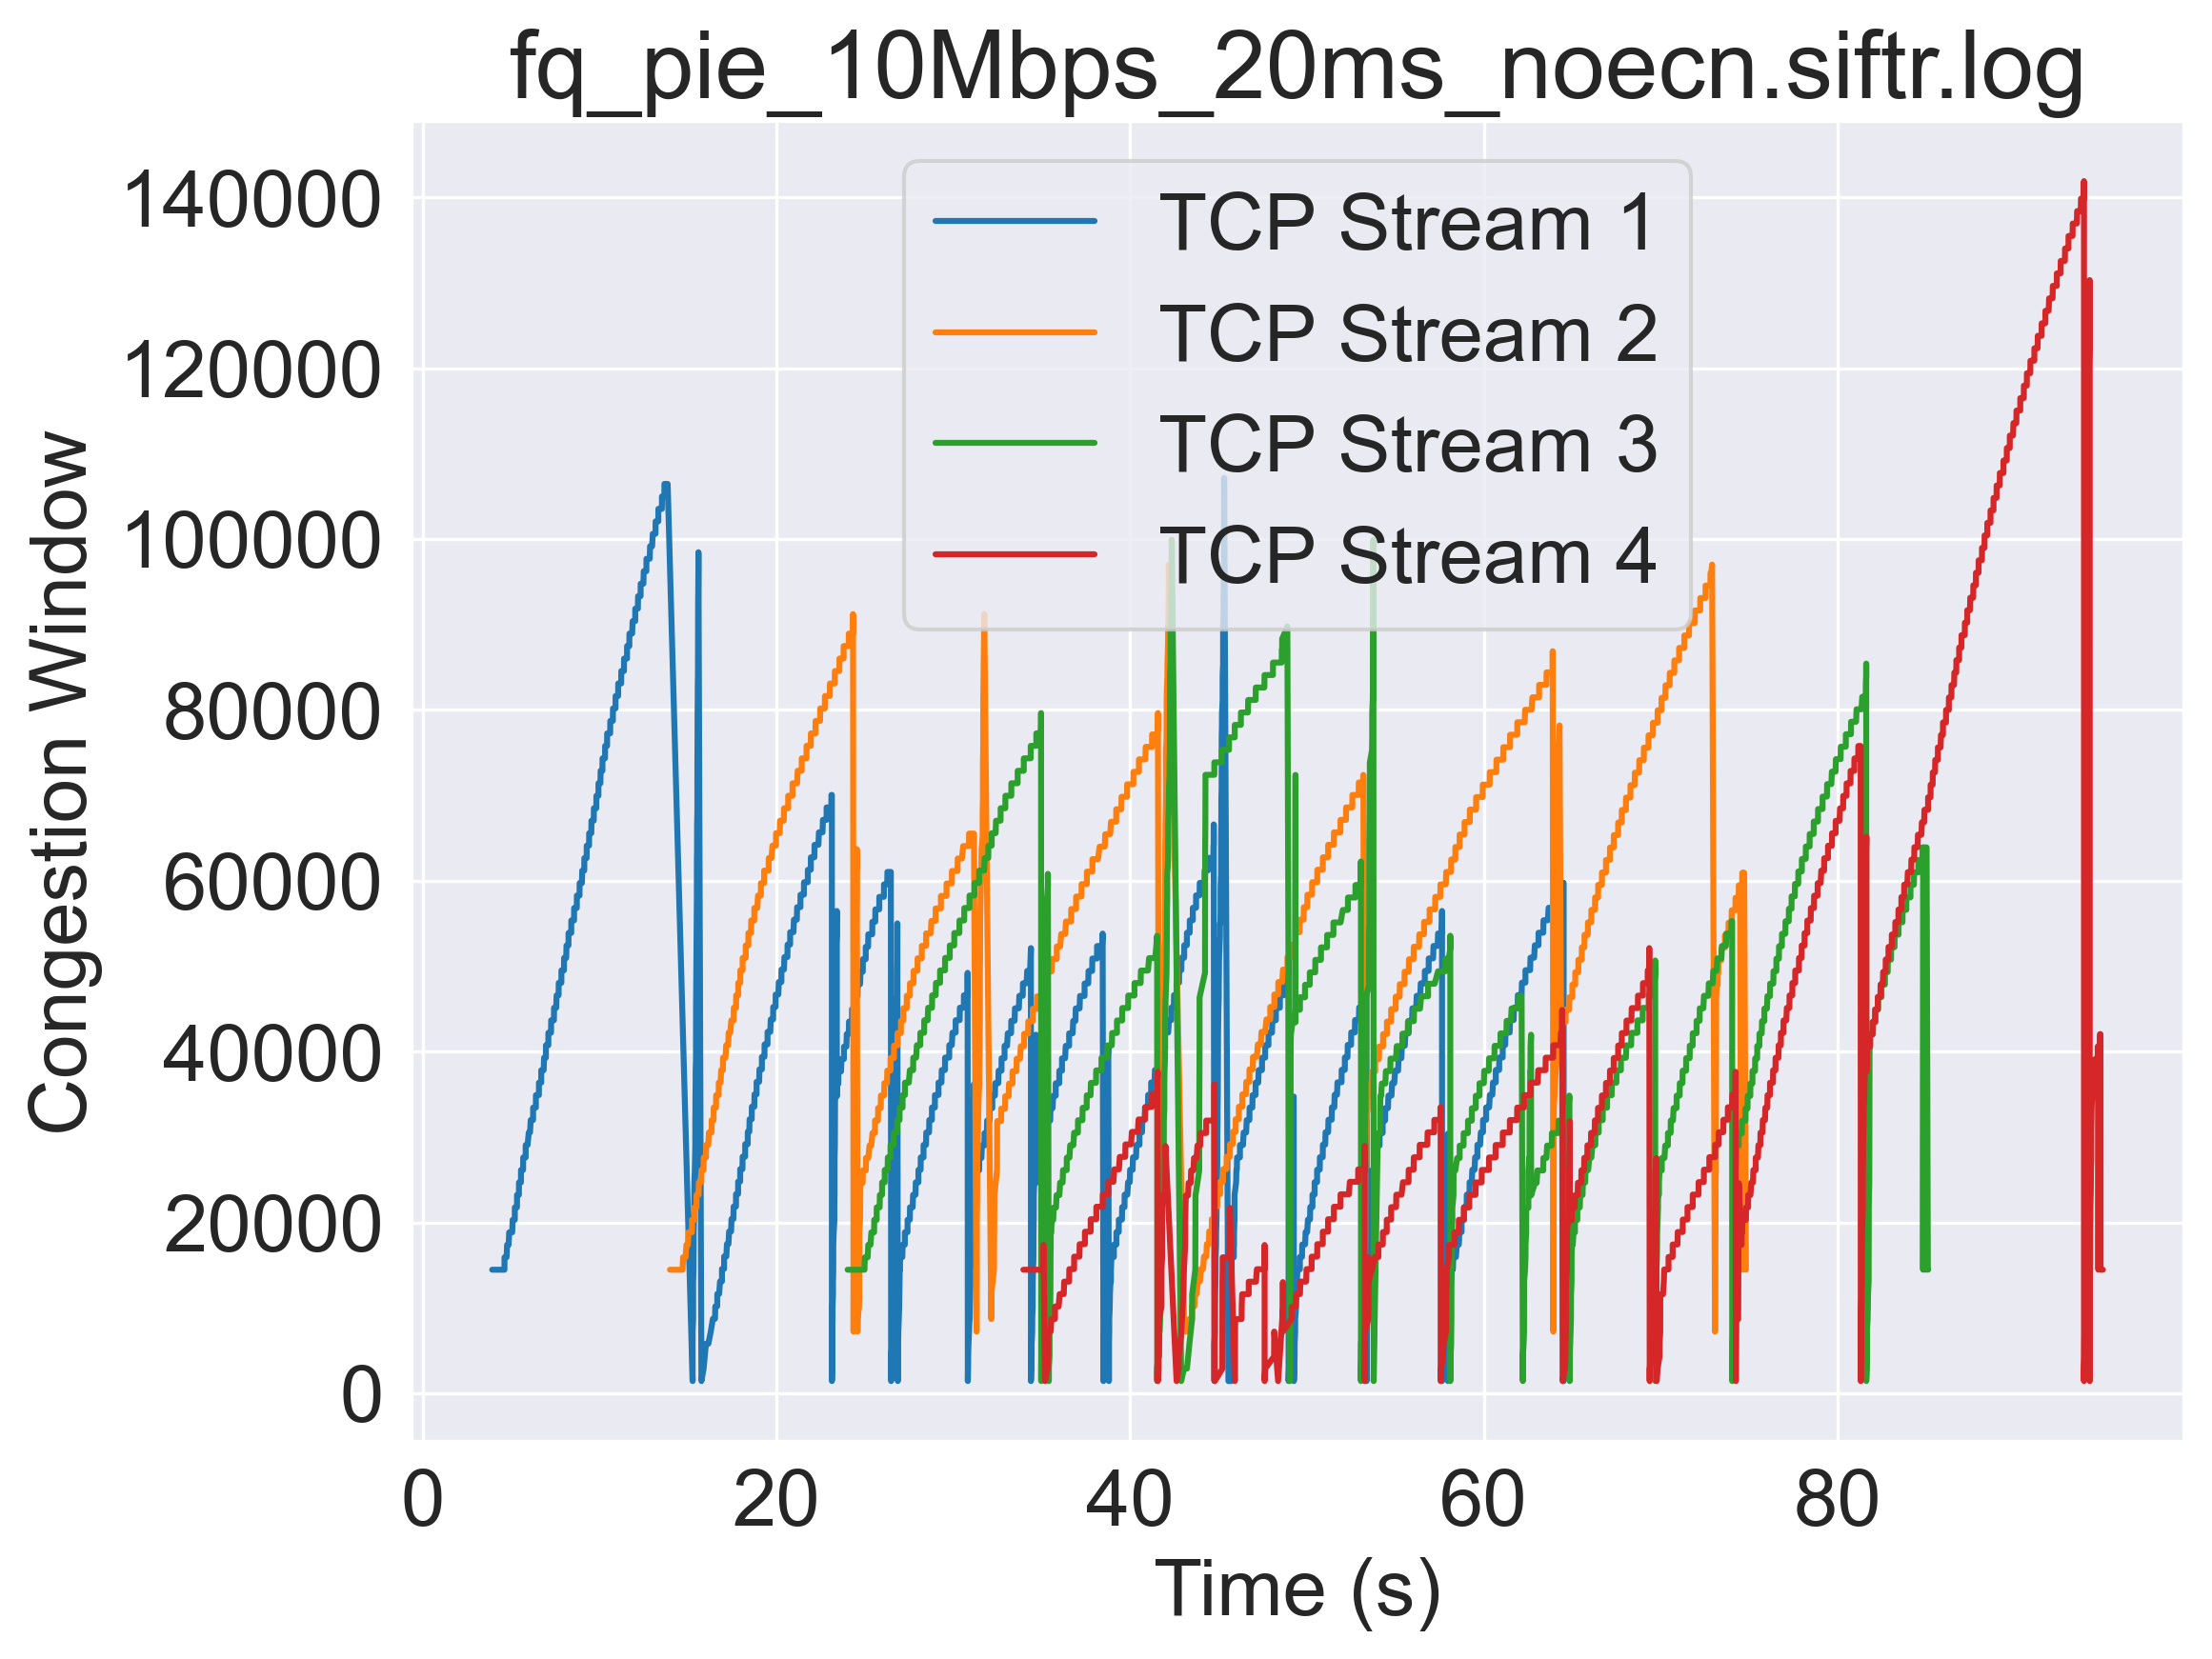 fq_pie_10Mbps_20ms_noecn.siftr.log
140000
120000
100000
80000
60000
40000
20000
0
Congestion Window
TCP Stream 1
TCP Stream 2
TCP Stream 3
TCP Stream 4
0 20 40 60 80
Time (s)